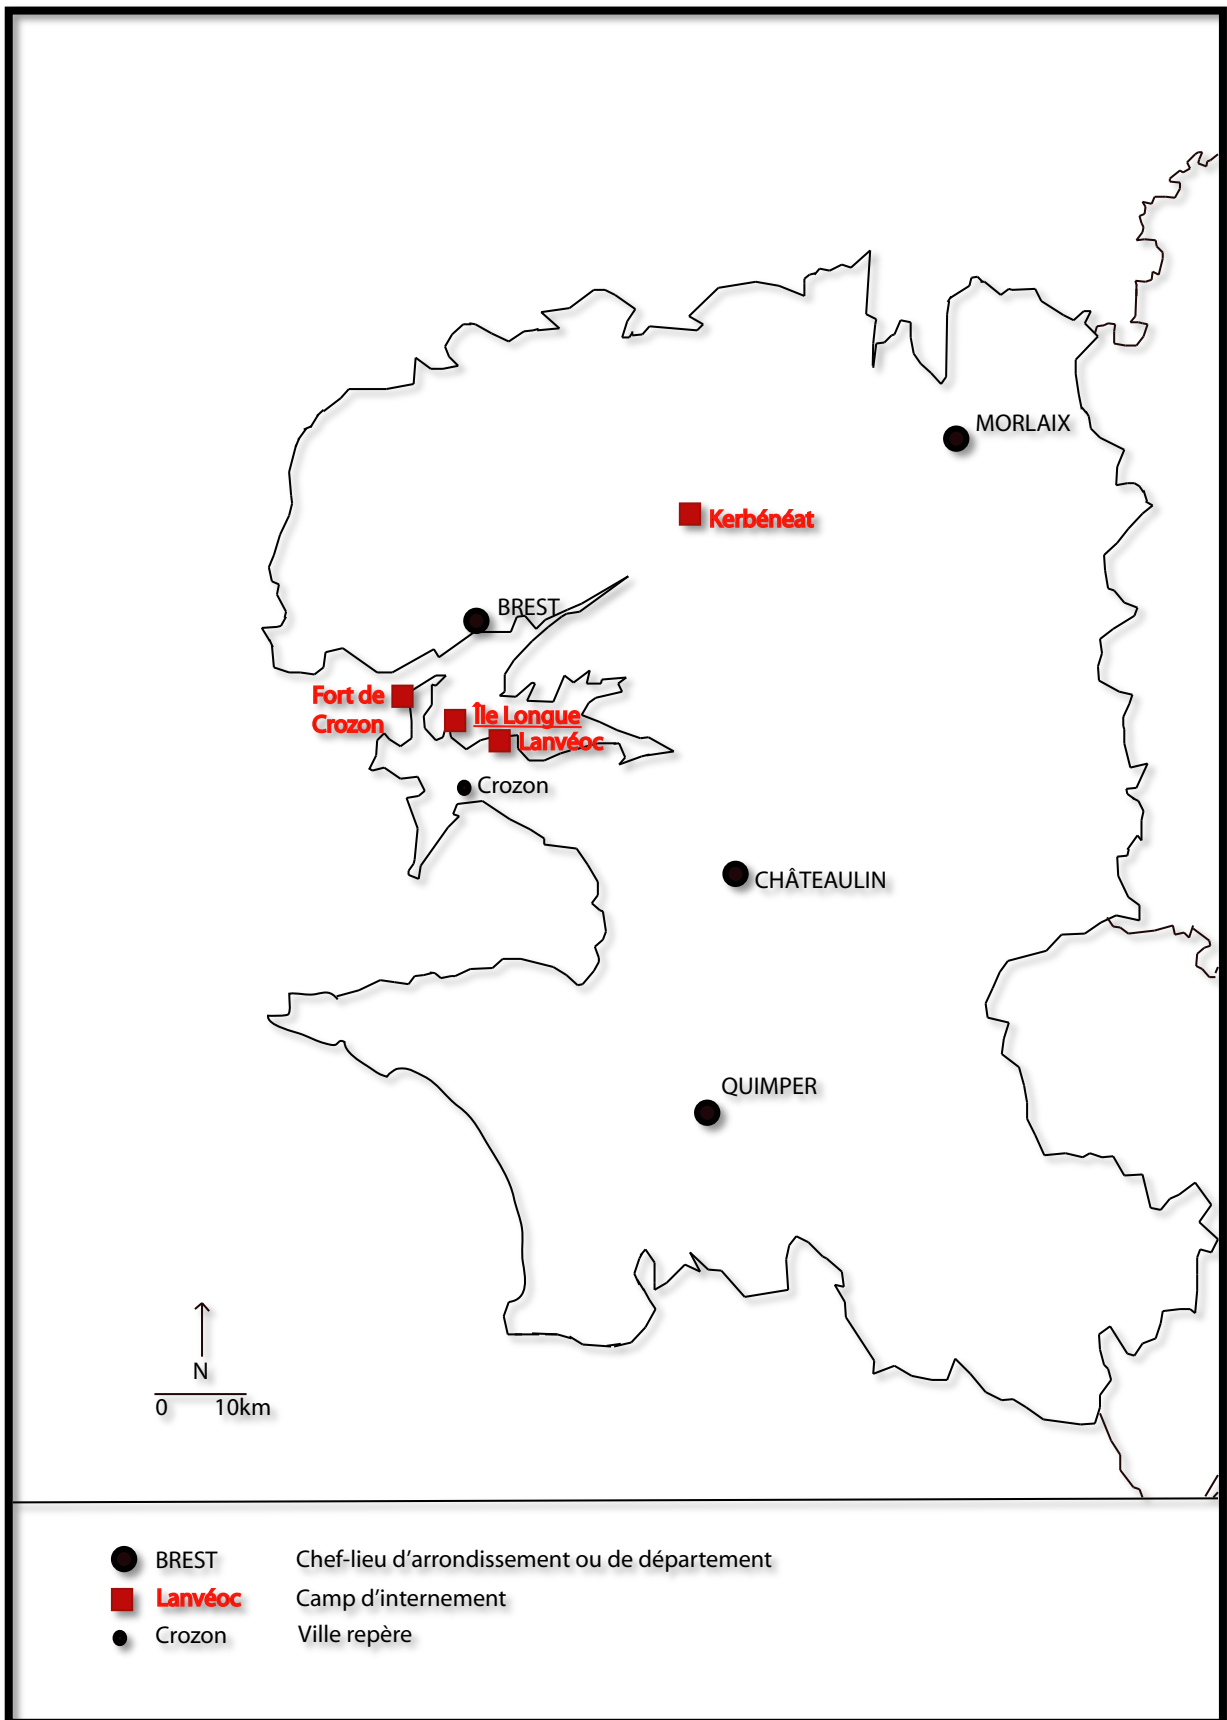 MORLAIX
Kerbénéat
BREST
Fort de
Crozon
Île Longue
Lanvéoc
Crozon
CHÂTEAULIN
QUIMPER
N
0 10km
BREST Chef-lieu d’arrondissement ou de département
Lanvéoc Camp d’internement
Crozon Ville repère